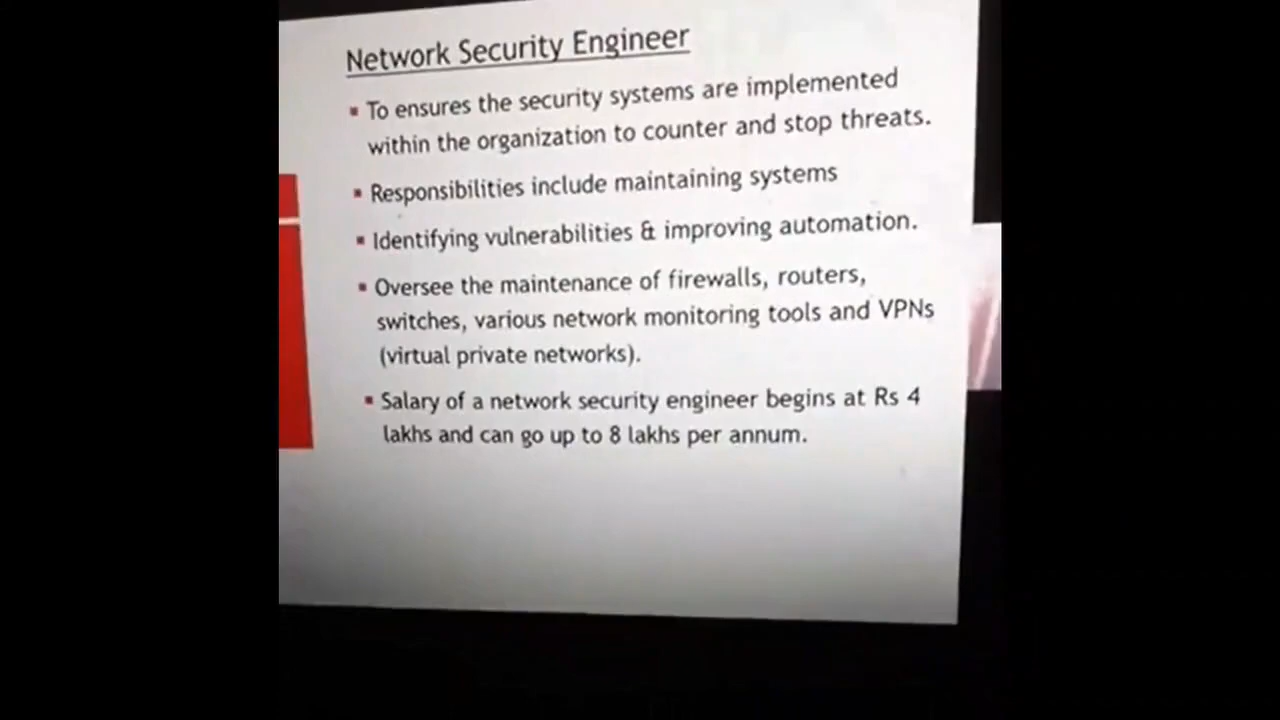 Network Security Engineer
▪ To ensures the security systems are implemented
within the organization to counter and stop threats.
▪ Responsibilities include maintaining systems
▪ Identifying vulnerabilities & improving automation.
▪ Oversee the maintenance of firewalls, routers,
switches, various network monitoring tools and VPNs
(virtual private networks).
▪ Salary of a network security engineer begins at Rs 4
lakhs and can go up to 8 lakhs per annum.